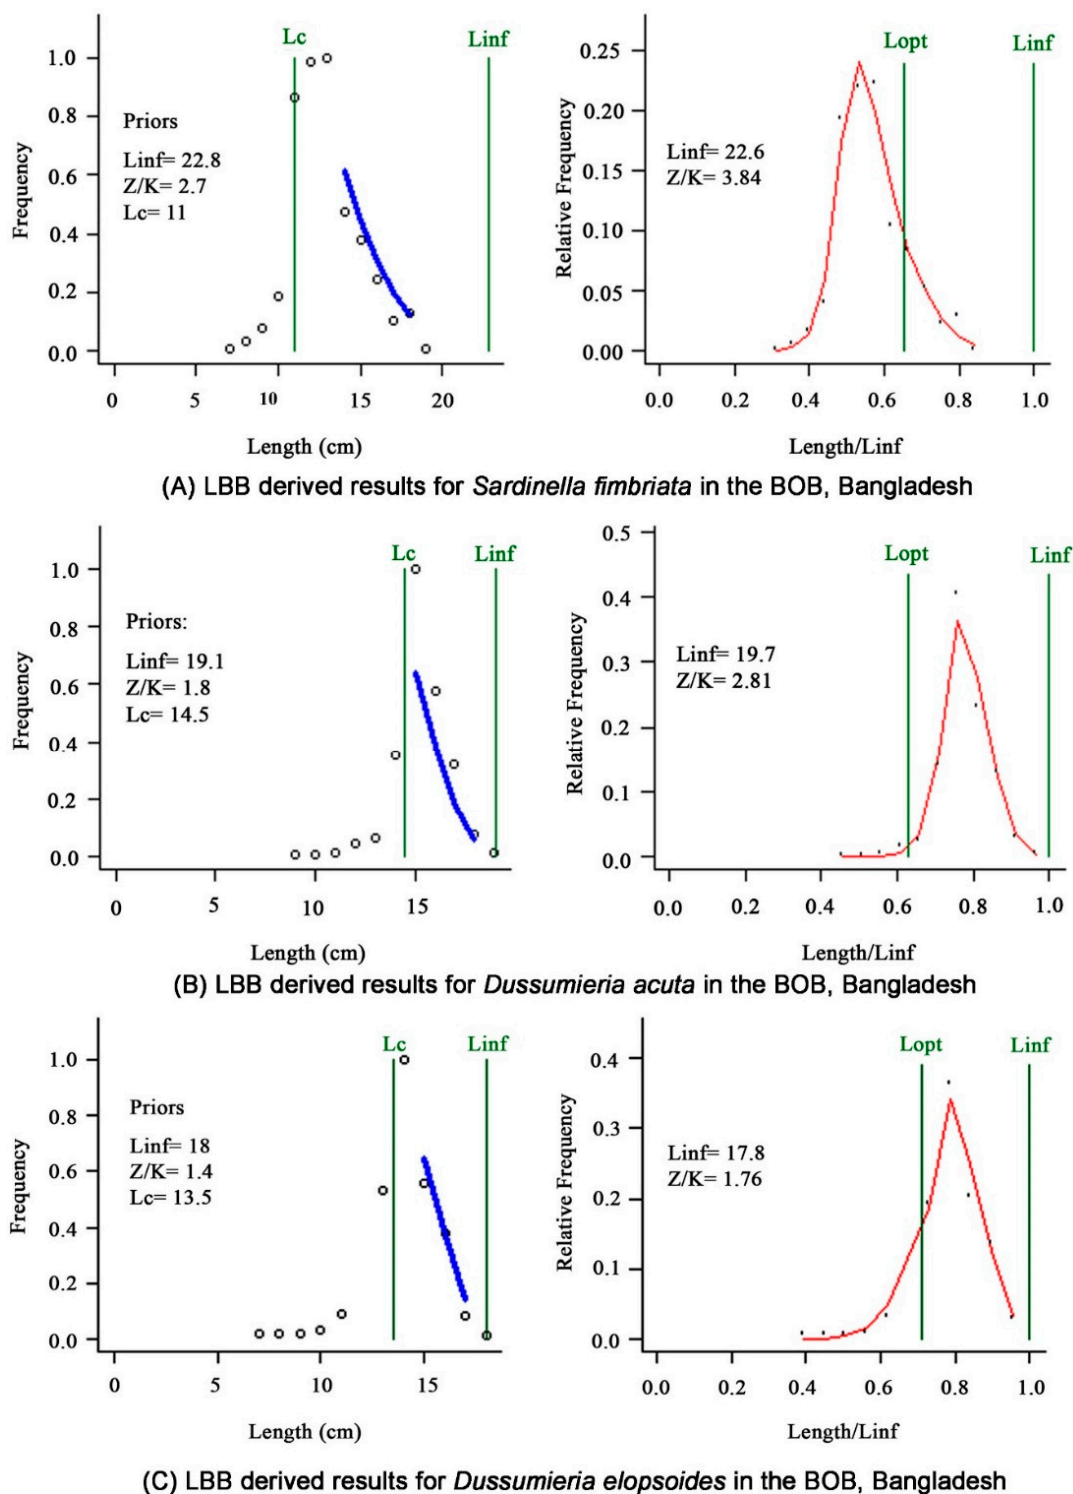 Lc
Linf
1.0
0.8
0.6
0.4
0.2
0.0
Frequency
Priors
Linf= 22.8
Z/K= 2.7
Lc= 11
0
5
10
15
20
Length (cm)
Lopt
Linf
0.25
0.20
0.15
0.10
0.05
0.00
Relative Frequency
Linf= 22.6
Z/K= 3.84
0.0
0.2
0.4
0.6
0.8
1.0
Length/Linf
(A) LBB derived results for Sardinella fimbriata in the BOB, Bangladesh
Lc
Linf
1.0
0.8
0.6
0.4
0.2
0.0
Frequency
Priors:
Linf= 19.1
Z/K= 1.8
Lc= 14.5
0
5
10
15
Length (cm)
Lopt
Linf
0.5
0.4
0.3
0.2
0.1
0.0
Relative Frequency
Linf= 19.7
Z/K= 2.81
0.0
0.2
0.4
0.6
0.8
1.0
Length/Linf
(B) LBB derived results for Dussumieria acuta in the BOB, Bangladesh
Lc
Linf
1.0
0.8
0.6
0.4
0.2
0.0
Frequency
Priors
Linf= 18
Z/K= 1.4
Lc= 13.5
0
5
10
15
Length (cm)
Lopt
Linf
0.4
0.3
0.2
0.1
0.0
Relative Frequency
Linf= 17.8
Z/K= 1.76
0.0
0.2
0.4
0.6
0.8
1.0
Length/Linf
(C) LBB derived results for Dussumieria elopsoides in the BOB, Bangladesh